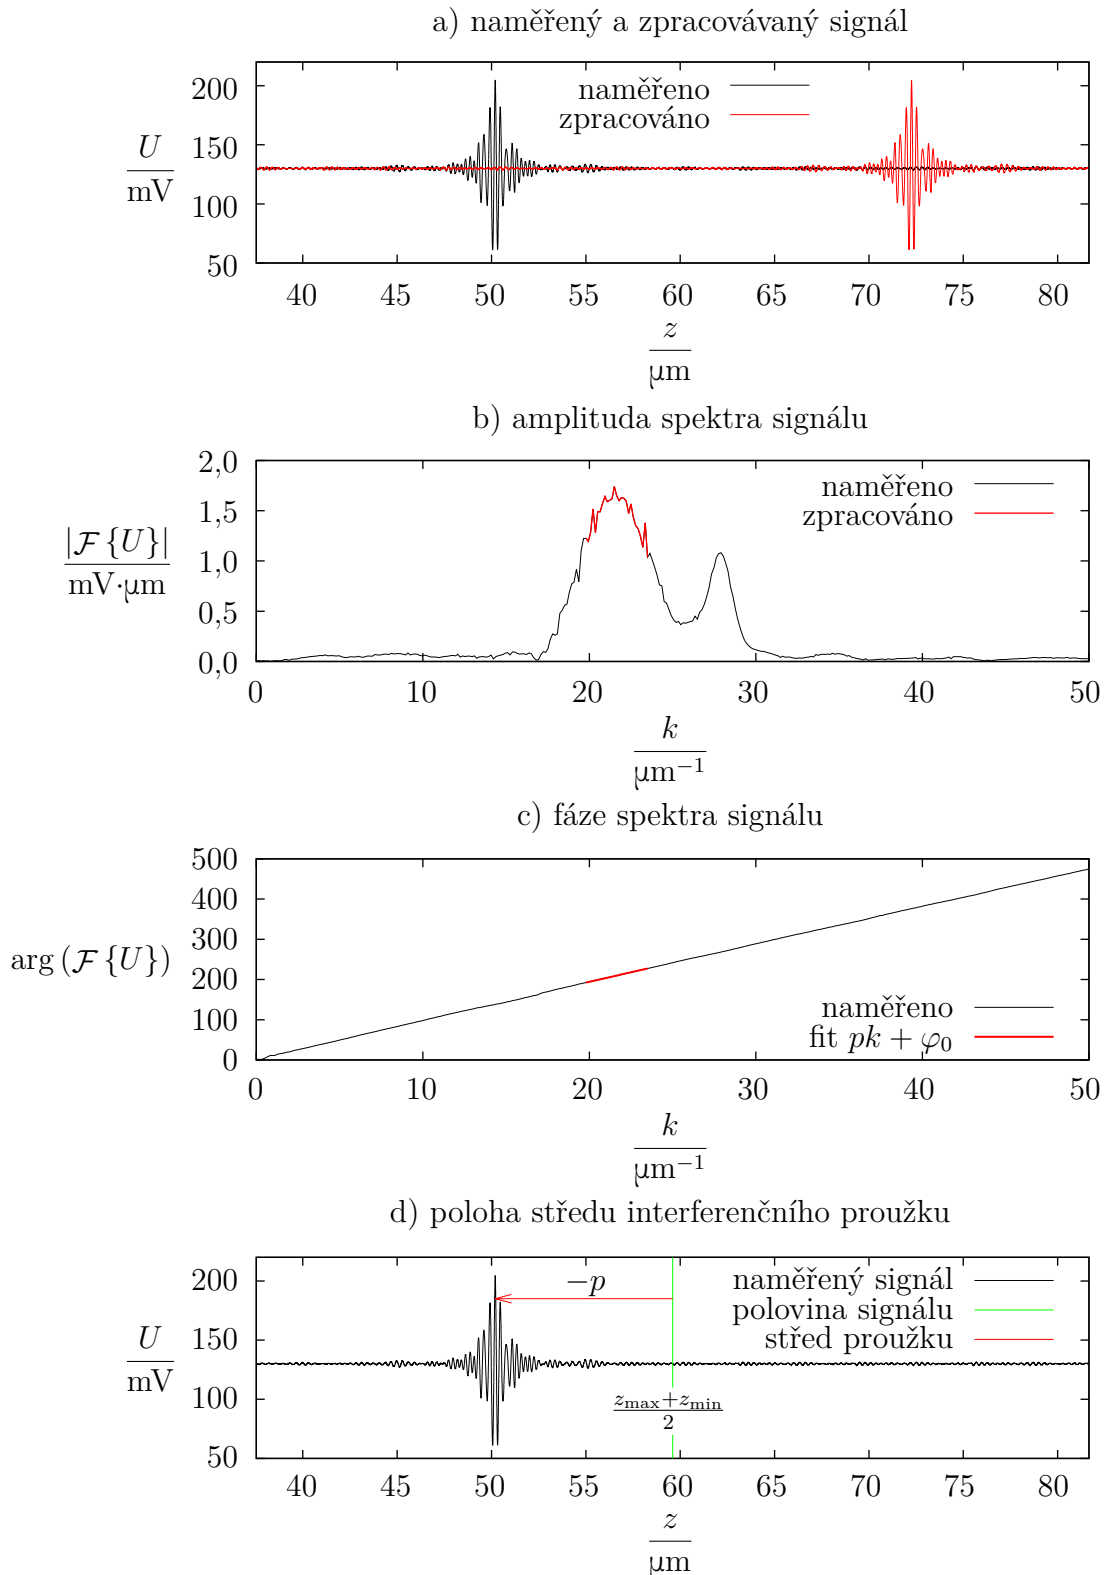 a) naměřený a zpracovávaný signál
naměřeno
zpracováno
U
mV
200
150
100
50
40 45 50 55 60 65 70 75 80
z
µm
b) amplituda spektra signálu
naměřeno
zpracováno
|ℱ {U}|
mV·µm
2,0
1,5
1,0
0,5
0,0
0 10 20 30 40 50
k
µm⁻¹
c) fáze spektra signálu
arg (ℱ {U})
500
400
300
200
100
0
naměřeno
fit pk + φ₀
0 10 20 30 40 50
k
µm⁻¹
d) poloha středu interferenčního proužku
naměřený signál
polovina signálu
střed proužku
−p
U
mV
200
150
100
50
zmax+zmin
2
40 45 50 55 60 65 70 75 80
z
µm